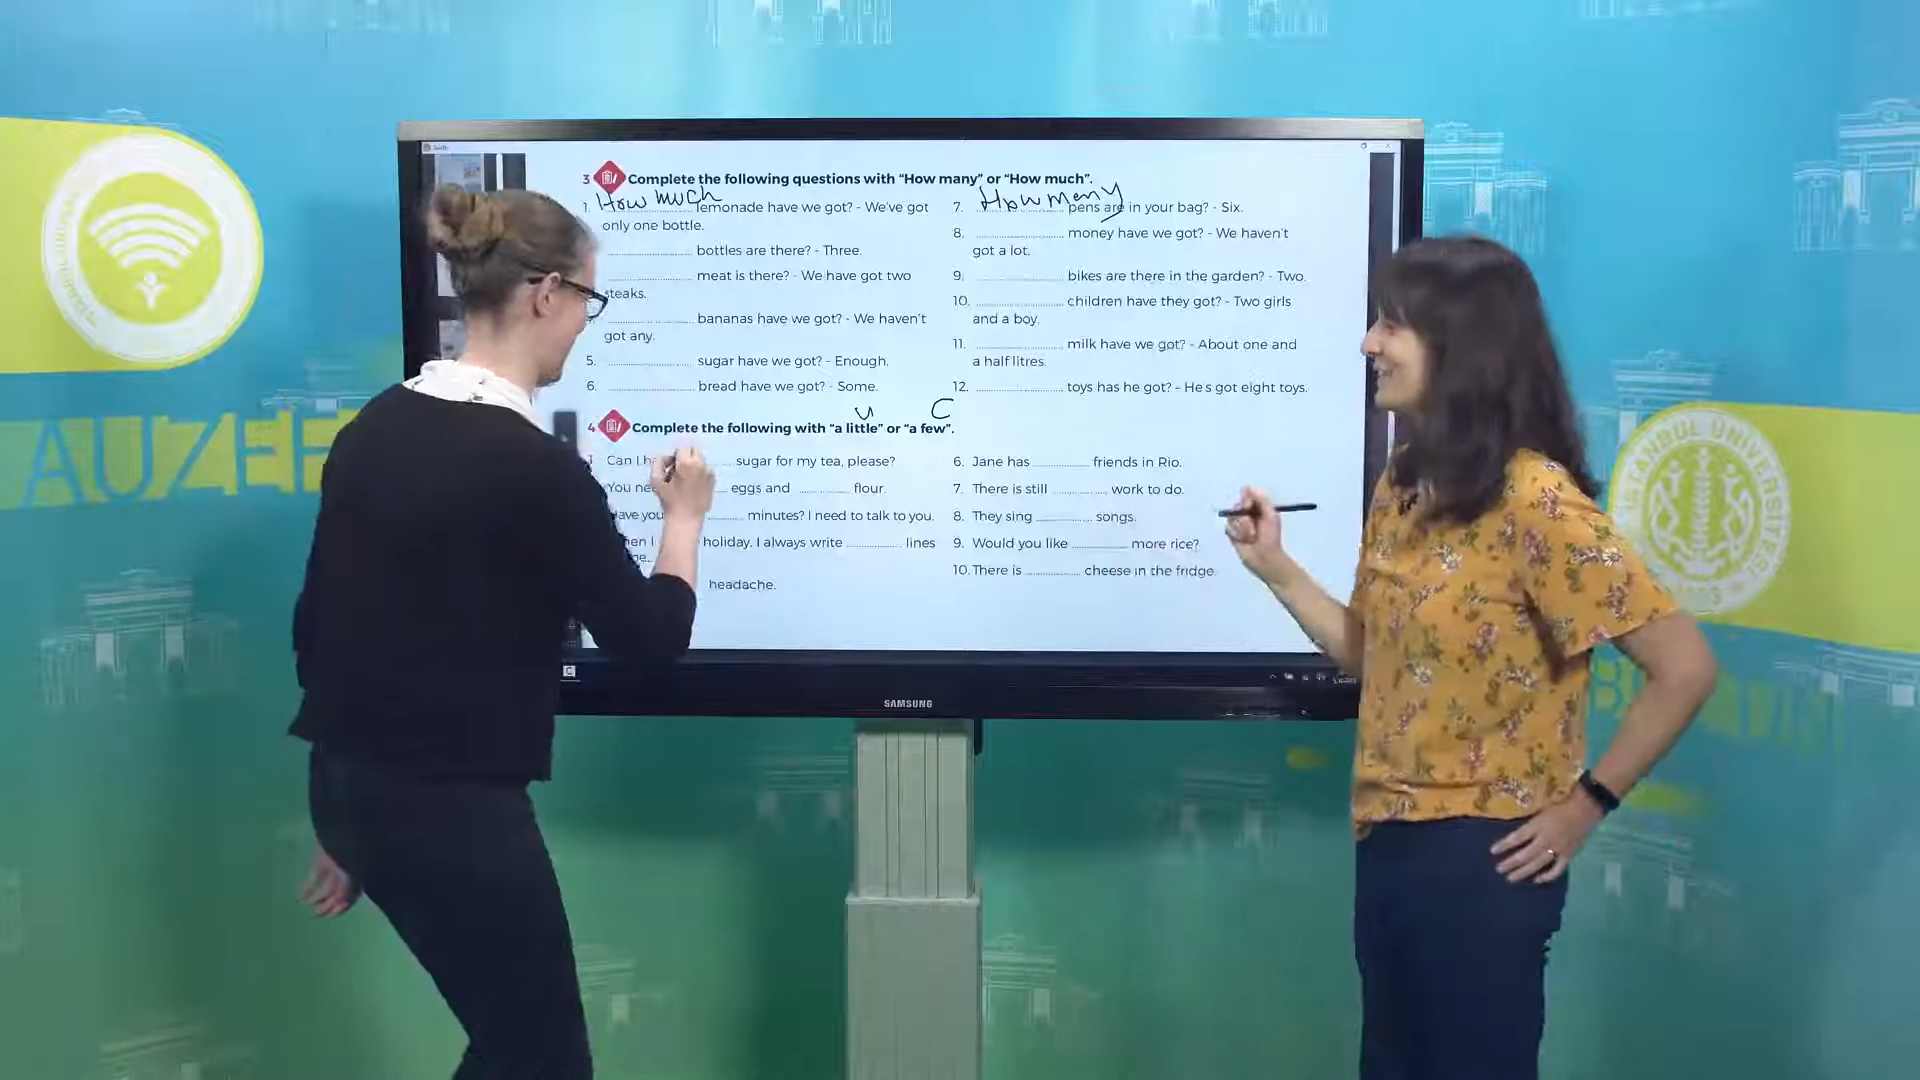 3 Complete the following questions with “How many” or “How much”.
How much
1. lemonade have we got? - We've got
only one bottle.
bottles are there? - Three.
meat is there? - We have got two
steaks.
bananas have we got? - We haven't
got any.
5. sugar have we got? - Enough.
6. bread have we got? - Some.
How many
7. pens are in your bag? - Six.
8. money have we got? - We haven't
got a lot.
9. bikes are there in the garden? - Two.
10. children have they got? - Two girls
and a boy.
11. milk have we got? - About one and
a half litres.
12. toys has he got? - He s got eight toys.
U C
4 Complete the following with “a little” or “a few”.
Can I sugar for my tea, please?
You eggs and flour.
Have you minutes? I need to talk to you.
holiday, I always write lines
headache.
6. Jane has friends in Rio.
7. There is still work to do.
8. They sing songs.
9. Would you like more rice?
10. There is cheese in the fridge.
SAMSUNG
AUZEF
ISTANBUL UNIVERSITESI